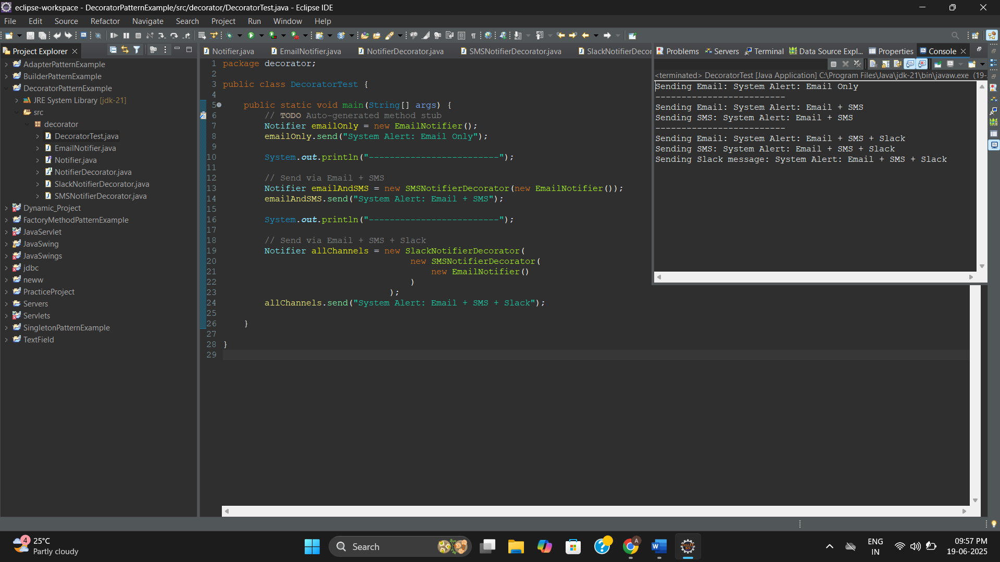 eclipse-workspace - DecoratorPatternExample/src/decorator/DecoratorTest.java - Eclipse IDE
File Edit Source Refactor Navigate Search Project Run Window Help
Project Explorer
AdapterPatternExample
BuilderPatternExample
DecoratorPatternExample
JRE System Library [jdk-21]
src
decorator
DecoratorTest.java
EmailNotifier.java
Notifier.java
NotifierDecorator.java
SlackNotifierDecorator.java
SMSNotifierDecorator.java
Dynamic_Project
FactoryMethodPatternExample
JavaServlet
JavaSwing
JavaSwings
jdbc
neww
PracticeProject
Servers
Servlets
SingletonPatternExample
TextField
Notifier.java EmailNotifier.java NotifierDecorator.java SMSNotifierDecorator.java SlackNotifierDecor
1 package decorator;
2
3 public class DecoratorTest {
4
5 public static void main(String[] args) {
6 // TODO Auto-generated method stub
7 Notifier emailOnly = new EmailNotifier();
8 emailOnly.send("System Alert: Email Only");
9
10 System.out.println("-------------------------");
11
12 // Send via Email + SMS
13 Notifier emailAndSMS = new SMSNotifierDecorator(new EmailNotifier());
14 emailAndSMS.send("System Alert: Email + SMS");
15
16 System.out.println("-------------------------");
17
18 // Send via Email + SMS + Slack
19 Notifier allChannels = new SlackNotifierDecorator(
20 new SMSNotifierDecorator(
21 new EmailNotifier()
22 )
23 );
24 allChannels.send("System Alert: Email + SMS + Slack");
25
26 }
27
28 }
29
Problems Servers Terminal Data Source Expl... Properties Console
<terminated> DecoratorTest [Java Application] C:\Program Files\Java\jdk-21\bin\javaw.exe (19-
Sending Email: System Alert: Email Only
-------------------------
Sending Email: System Alert: Email + SMS
Sending SMS: System Alert: Email + SMS
-------------------------
Sending Email: System Alert: Email + SMS + Slack
Sending SMS: System Alert: Email + SMS + Slack
Sending Slack message: System Alert: Email + SMS + Slack
4
25°C
Partly cloudy
Search
ENG
IN
09:57 PM
19-06-2025